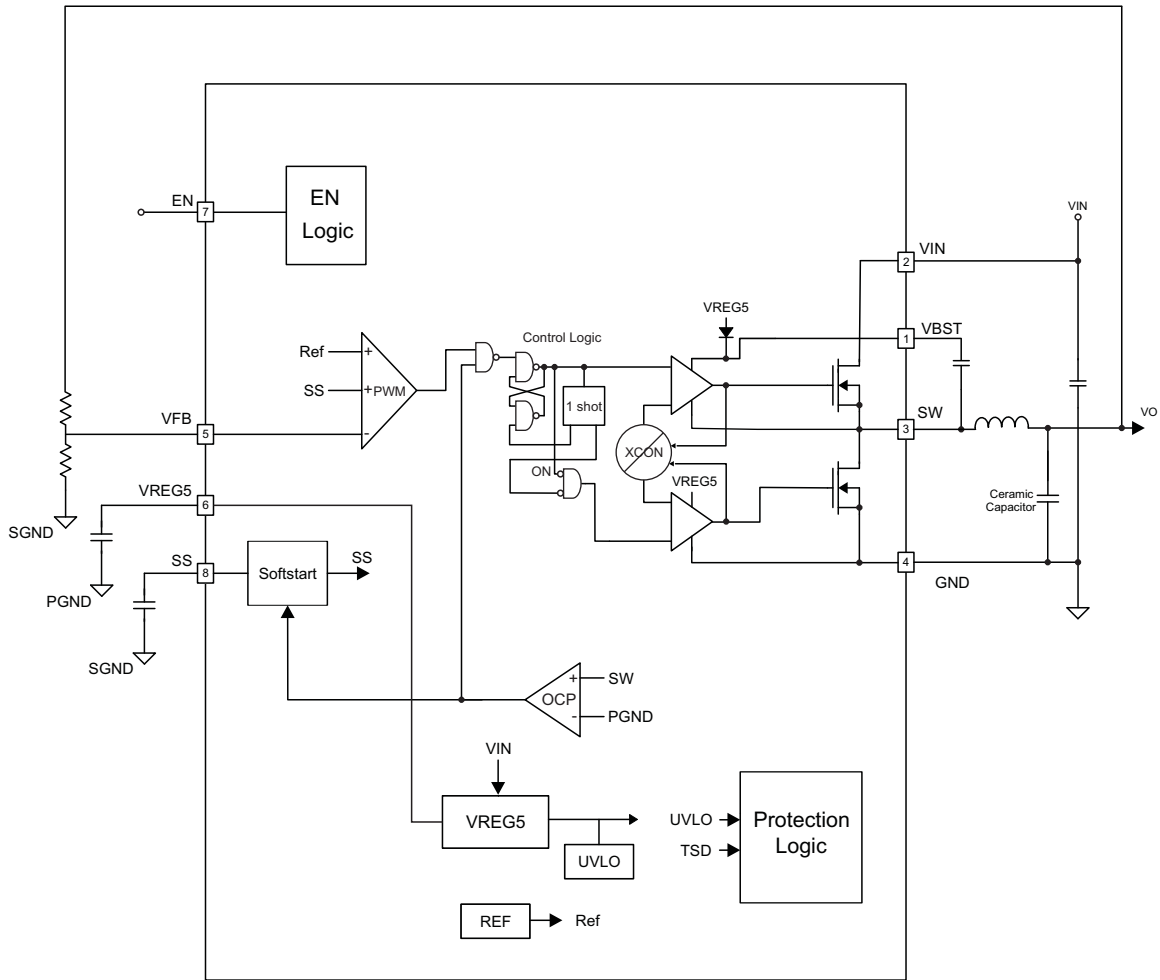 EN
7
EN
Logic
VIN
VIN
2
VREG5
VBST
1
Control Logic
Ref
+
SS
+
PWM
-
1 shot
VFB
5
SW
3
VO
XCON
ON
VREG5
Ceramic
Capacitor
VREG5
6
SGND
SS
8
Softstart
SS
4
GND
PGND
SGND
OCP
+
-
SW
PGND
VIN
VREG5
UVLO
UVLO
TSD
Protection
Logic
REF
Ref